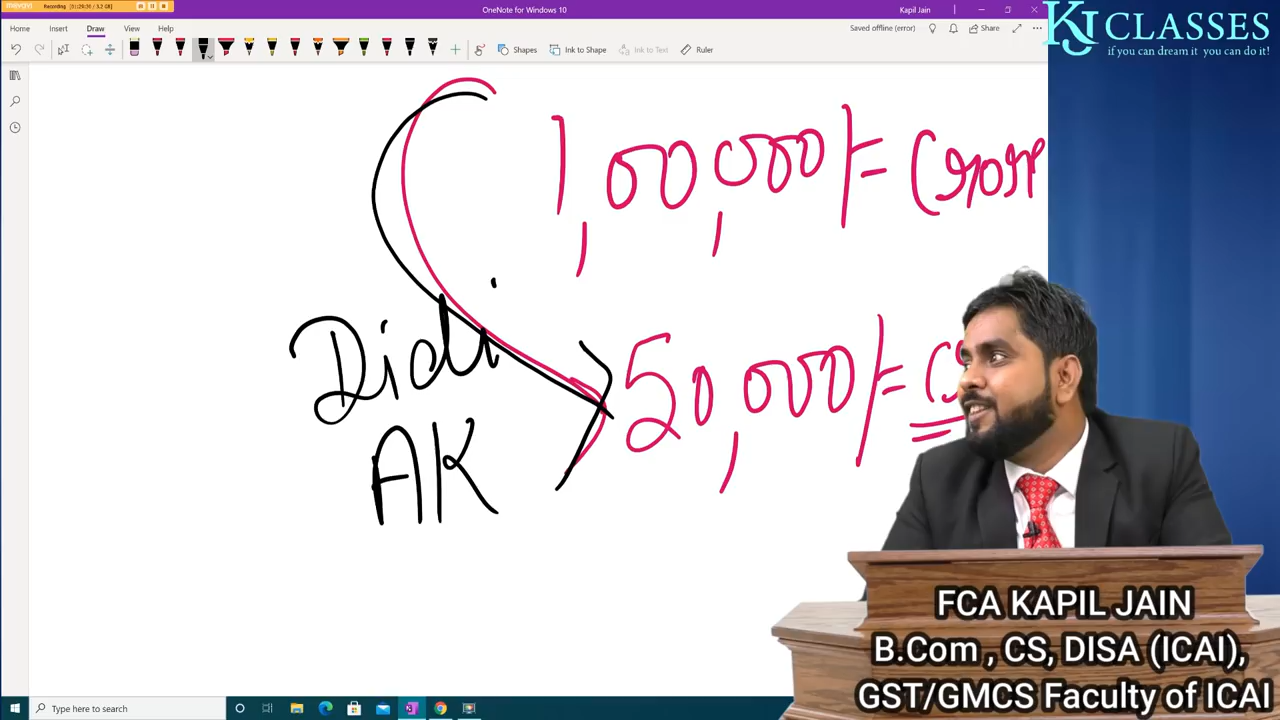 Recording
OneNote for Windows 10
Kapil Jain
Home Insert Draw View Help
Saved offline (error)
Share
Shapes
Ink to Shape
Ink to Text
Ruler
KJ CLASSES
if you can dream it you can do it!
1,00,000/=
Didi
50,000/=
AK
FCA KAPIL JAIN
B.Com , CS, DISA (ICAI),
GST/GMCS Faculty of ICAI
Type here to search